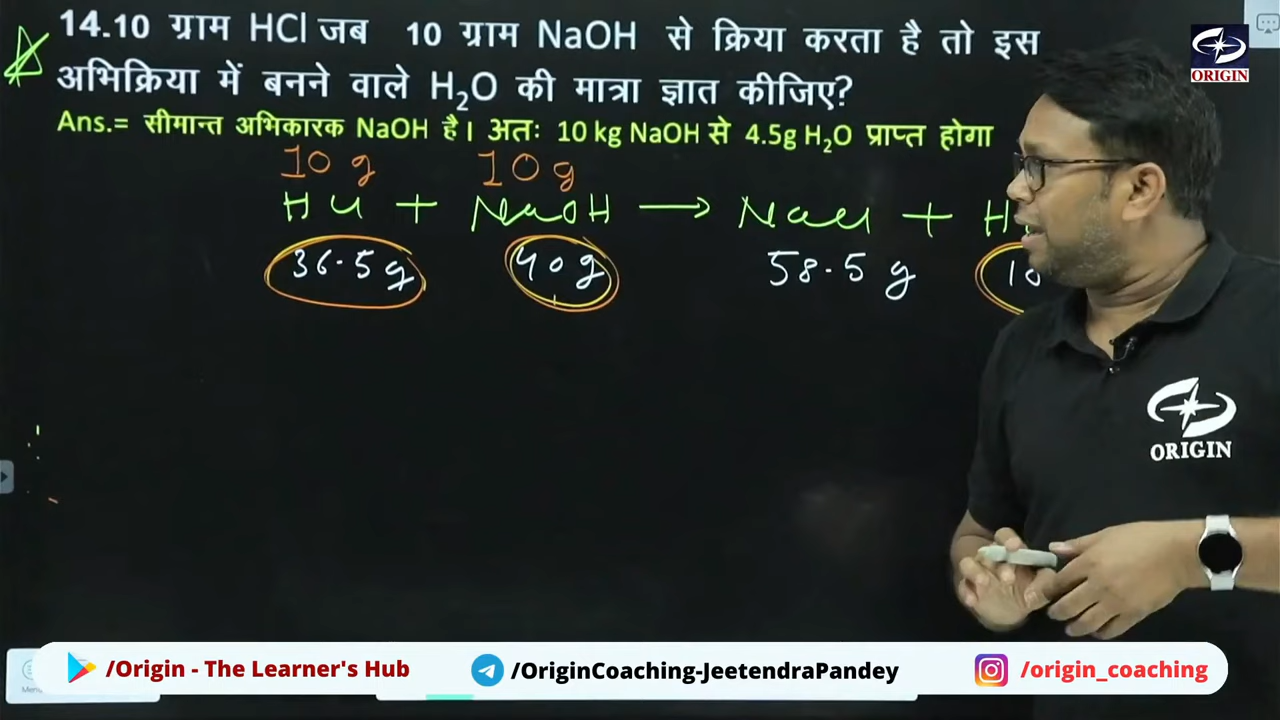 14.10 ग्राम HCl जब 10 ग्राम NaOH से क्रिया करता है तो इस
अभिक्रिया में बनने वाले H₂O की मात्रा ज्ञात कीजिए?
Ans.= सीमान्त अभिकारक NaOH है। अतः 10 kg NaOH से 4.5g H₂O प्राप्त होगा
10 g 10 g
HCl + NaOH → NaCl + H
36.5 g 40 g 58.5 g
ORIGIN
ORIGIN
/Origin - The Learner's Hub /OriginCoaching-JeetendraPandey /origin_coaching